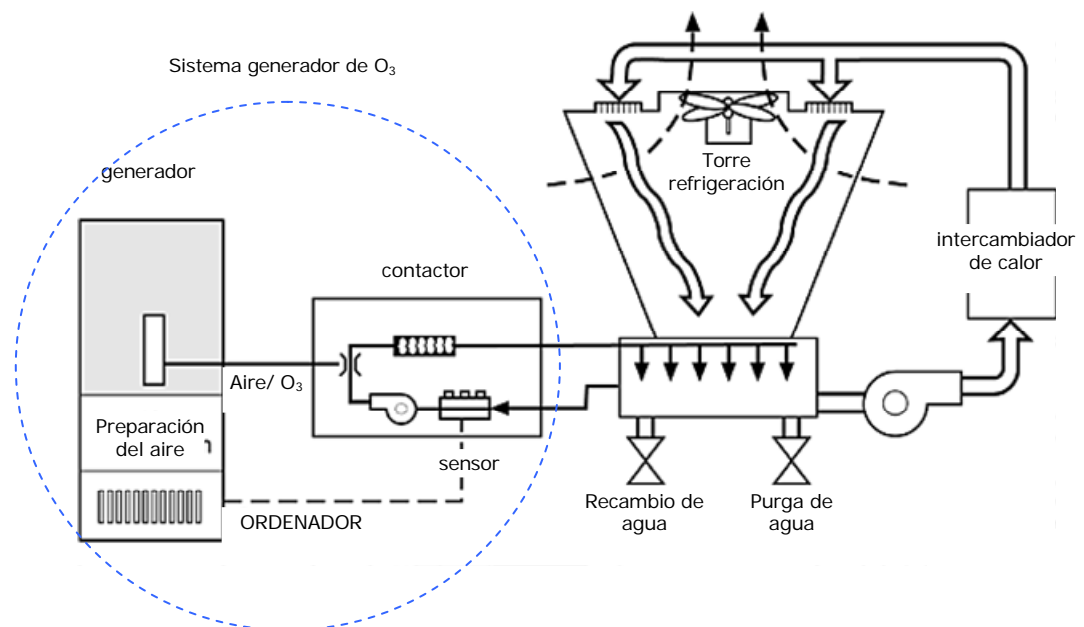 Sistema generador de O₃
generador
contactor
Aire/ O₃
Preparación
del aire
sensor
ORDENADOR
Torre
refrigeración
intercambiador
de calor
Recambio de
agua
Purga de
agua